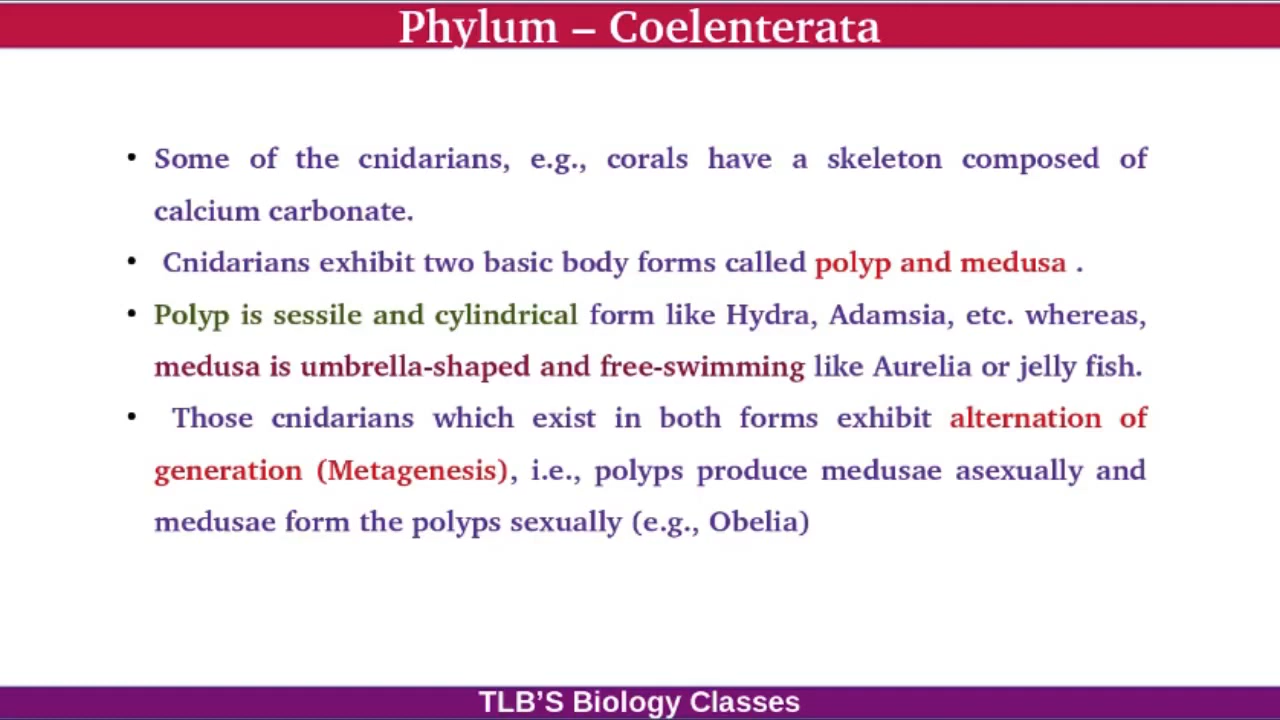 Phylum – Coelenterata
• Some of the cnidarians, e.g., corals have a skeleton composed of
calcium carbonate.
• Cnidarians exhibit two basic body forms called polyp and medusa .
• Polyp is sessile and cylindrical form like Hydra, Adamsia, etc. whereas,
medusa is umbrella-shaped and free-swimming like Aurelia or jelly fish.
• Those cnidarians which exist in both forms exhibit alternation of
generation (Metagenesis), i.e., polyps produce medusae asexually and
medusae form the polyps sexually (e.g., Obelia)
TLB’S Biology Classes